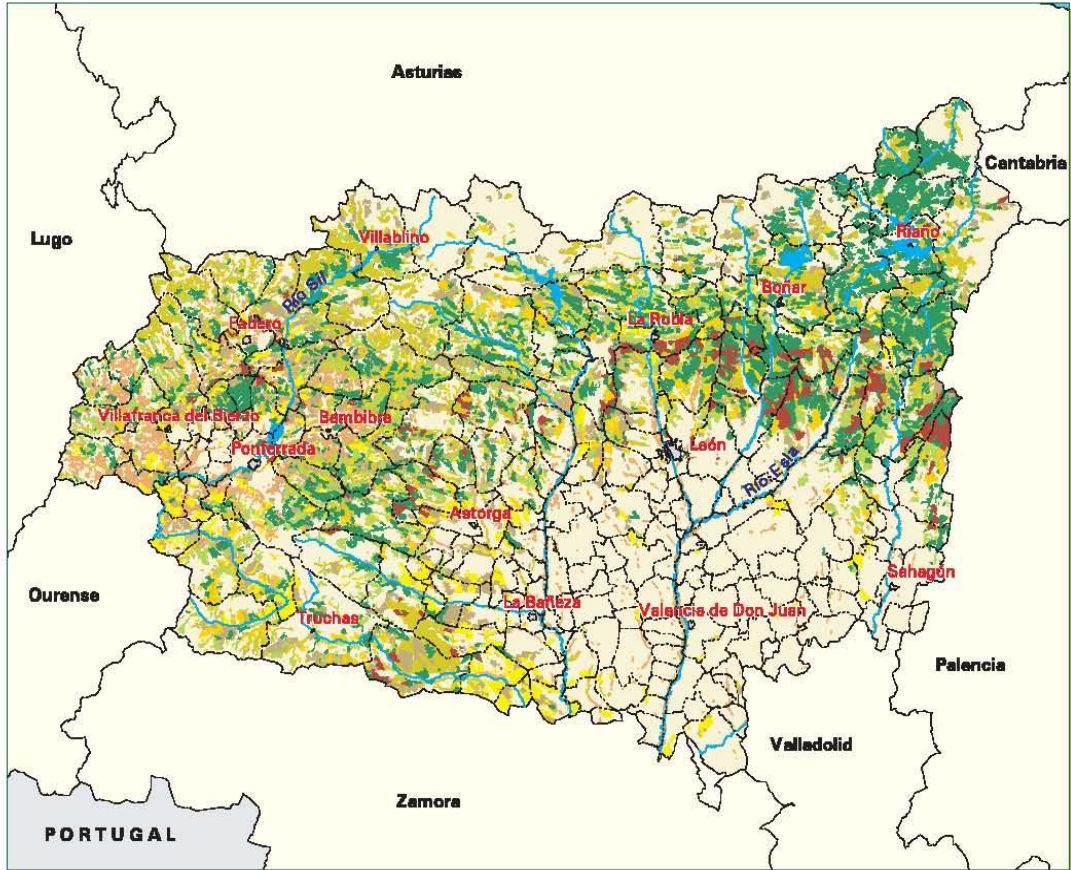 Asturias
Cantabria
Lugo
Villablino
Riaño
Río Sil
Boñar
Fabero
La Robla
Villafranca del Bierzo
Bembibre
Ponferrada
León
Río Esla
Astorga
Sahagún
Ourense
La Bañeza
Valencia de Don Juan
Truchas
Palencia
Valladolid
Zamora
PORTUGAL